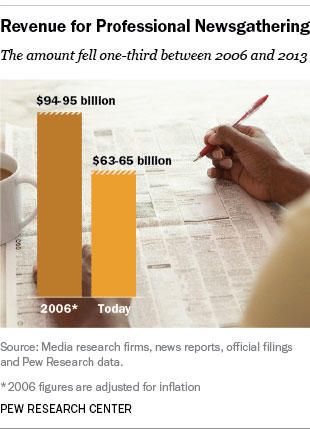 Revenue for Professional Newsgathering
The amount fell one-third between 2006 and 2013
$94-95 billion
$63-65 billion
2006*
Today
Source: Media research firms, news reports, official filings
and Pew Research data.
*2006 figures are adjusted for inflation
PEW RESEARCH CENTER